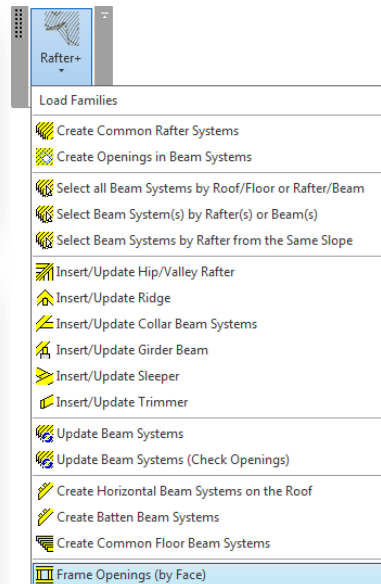 Rafter+
Load Families
Create Common Rafter Systems
Create Openings in Beam Systems
Select all Beam Systems by Roof/Floor or Rafter/Beam
Select Beam System(s) by Rafter(s) or Beam(s)
Select Beam Systems by Rafter from the Same Slope
Insert/Update Hip/Valley Rafter
Insert/Update Ridge
Insert/Update Collar Beam Systems
Insert/Update Girder Beam
Insert/Update Sleeper
Insert/Update Trimmer
Update Beam Systems
Update Beam Systems (Check Openings)
Create Horizontal Beam Systems on the Roof
Create Batten Beam Systems
Create Common Floor Beam Systems
Frame Openings (by Face)